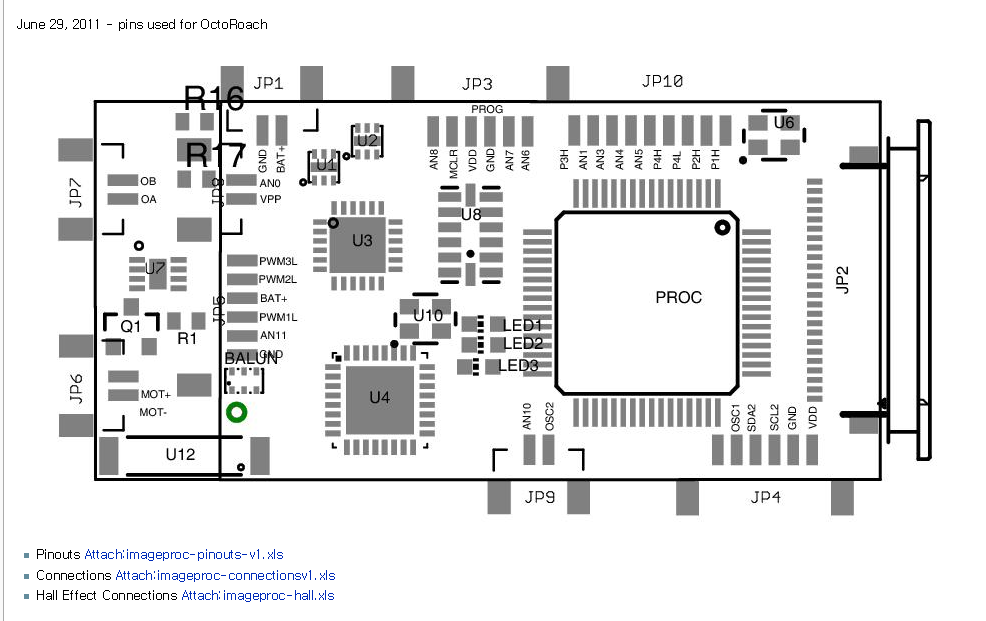 June 29, 2011 - pins used for OctoRoach
JP1
JP3
JP10
R16
PROG
U6
U2
R17
U1
GND
BAT+
AN8
MCLR
VDD
GND
AN7
AN6
P3H
AN1
AN3
AN4
AN5
P4H
P4L
P2H
P1H
JP7
OB
OA
JP8
AN0
VPP
U8
U3
U7
PWM3L
PWM2L
BAT+
PWM1L
AN11
GND
JP5
JP2
PROC
Q1
R1
U10
LED1
LED2
LED3
BALUN
JP6
MOT+
MOT-
U4
AN10
OSC2
OSC1
SDA2
SCL2
GND
VDD
U12
JP9
JP4
Pinouts Attach:imageproc-pinouts-v1.xls
Connections Attach:imageproc-connectionsv1.xls
Hall Effect Connections Attach:imageproc-hall.xls